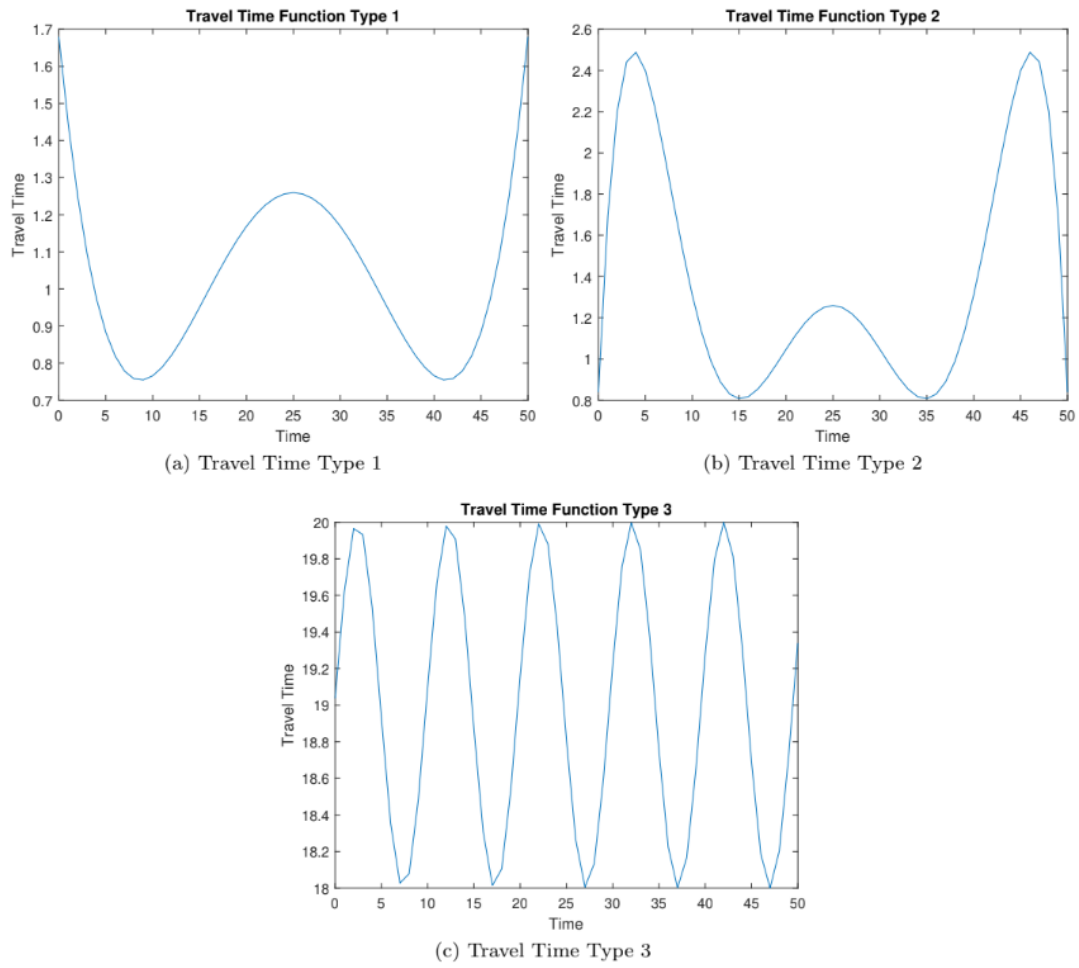 Travel Time Function Type 1
1.7
1.6
1.5
1.4
1.3
1.2
1.1
1
0.9
0.8
0.7
Travel Time
0 5 10 15 20 25 30 35 40 45 50
Time
(a) Travel Time Type 1
Travel Time Function Type 2
2.6
2.4
2.2
2
1.8
1.6
1.4
1.2
1
0.8
Travel Time
0 5 10 15 20 25 30 35 40 45 50
Time
(b) Travel Time Type 2
Travel Time Function Type 3
20
19.8
19.6
19.4
19.2
19
18.8
18.6
18.4
18.2
18
Travel Time
0 5 10 15 20 25 30 35 40 45 50
Time
(c) Travel Time Type 3